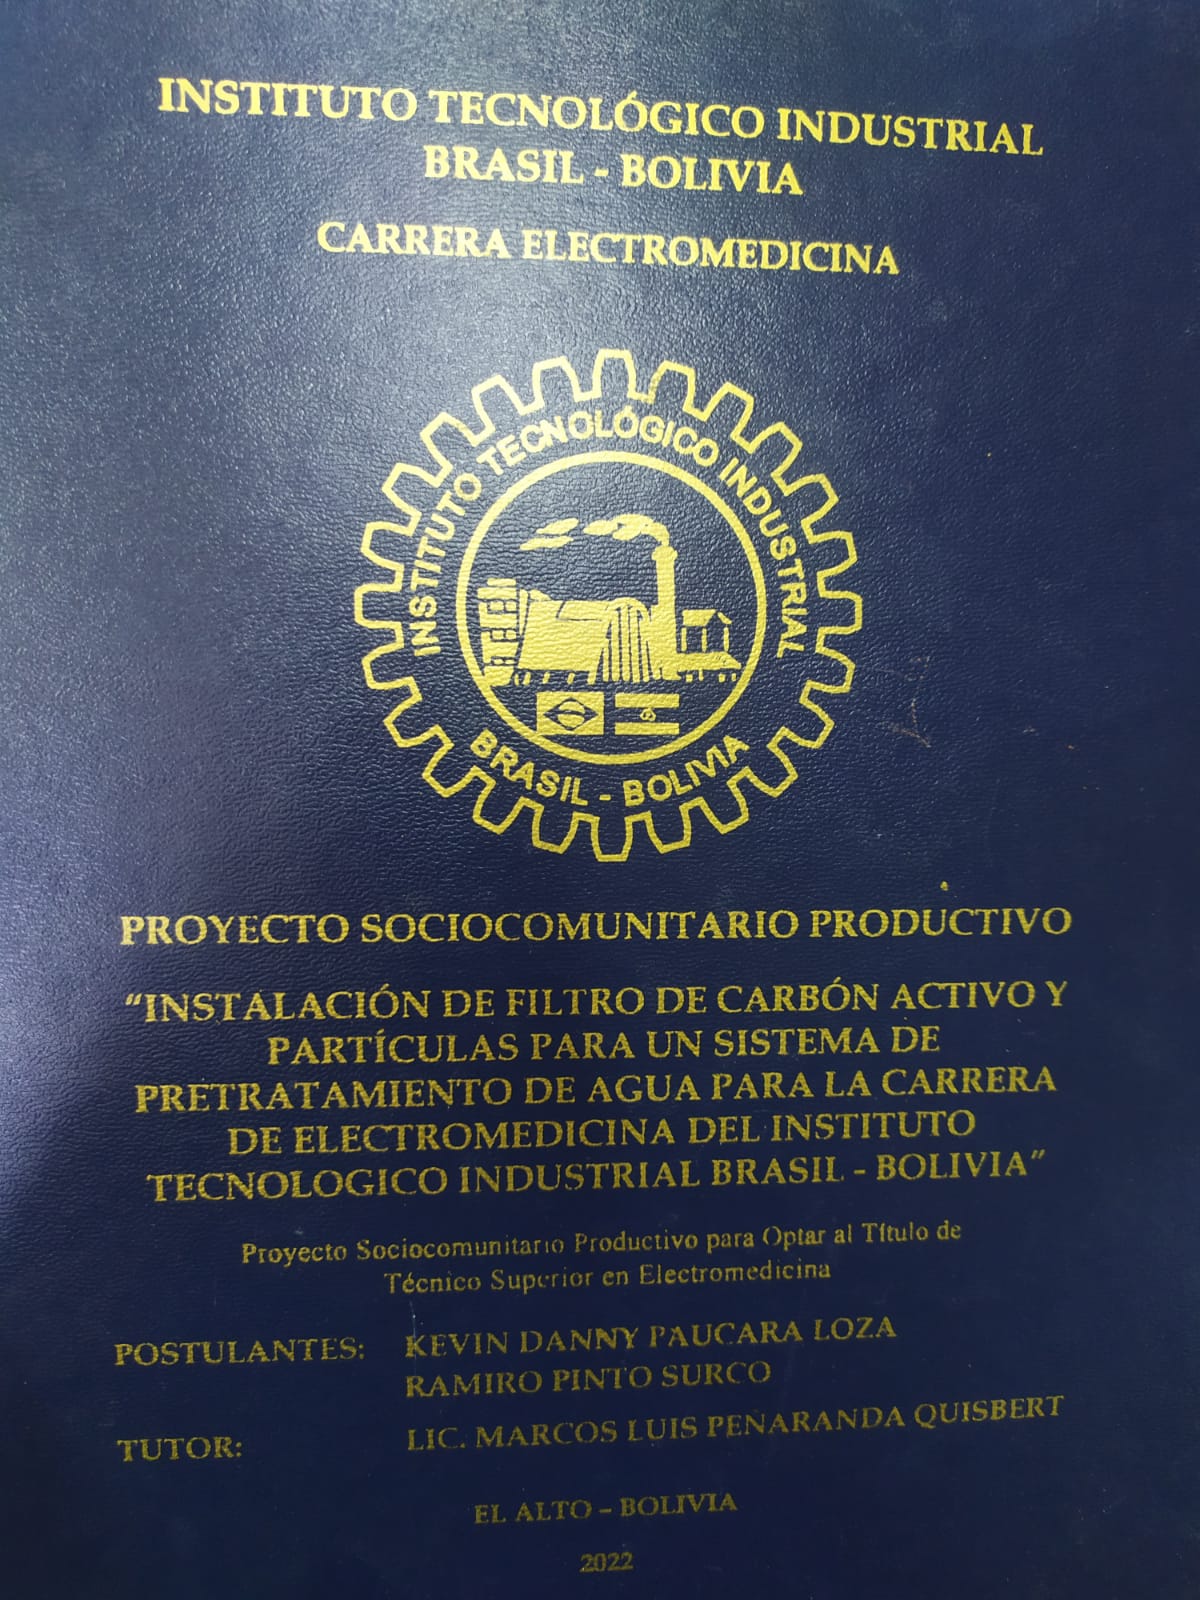 INSTITUTO TECNOLÓGICO INDUSTRIAL
BRASIL - BOLIVIA
CARRERA ELECTROMEDICINA
INSTITUTO TECNOLÓGICO INDUSTRIAL
BRASIL - BOLIVIA
PROYECTO SOCIOCOMUNITARIO PRODUCTIVO
"INSTALACIÓN DE FILTRO DE CARBÓN ACTIVO Y
PARTÍCULAS PARA UN SISTEMA DE
PRETRATAMIENTO DE AGUA PARA LA CARRERA
DE ELECTROMEDICINA DEL INSTITUTO
TECNOLOGICO INDUSTRIAL BRASIL - BOLIVIA"
Proyecto Sociocomunitario Productivo para Optar al Título de
Técnico Superior en Electromedicina
POSTULANTES: KEVIN DANNY PAUCARA LOZA
RAMIRO PINTO SURCO
TUTOR: LIC. MARCOS LUIS PEÑARANDA QUISBERT
EL ALTO – BOLIVIA
2022